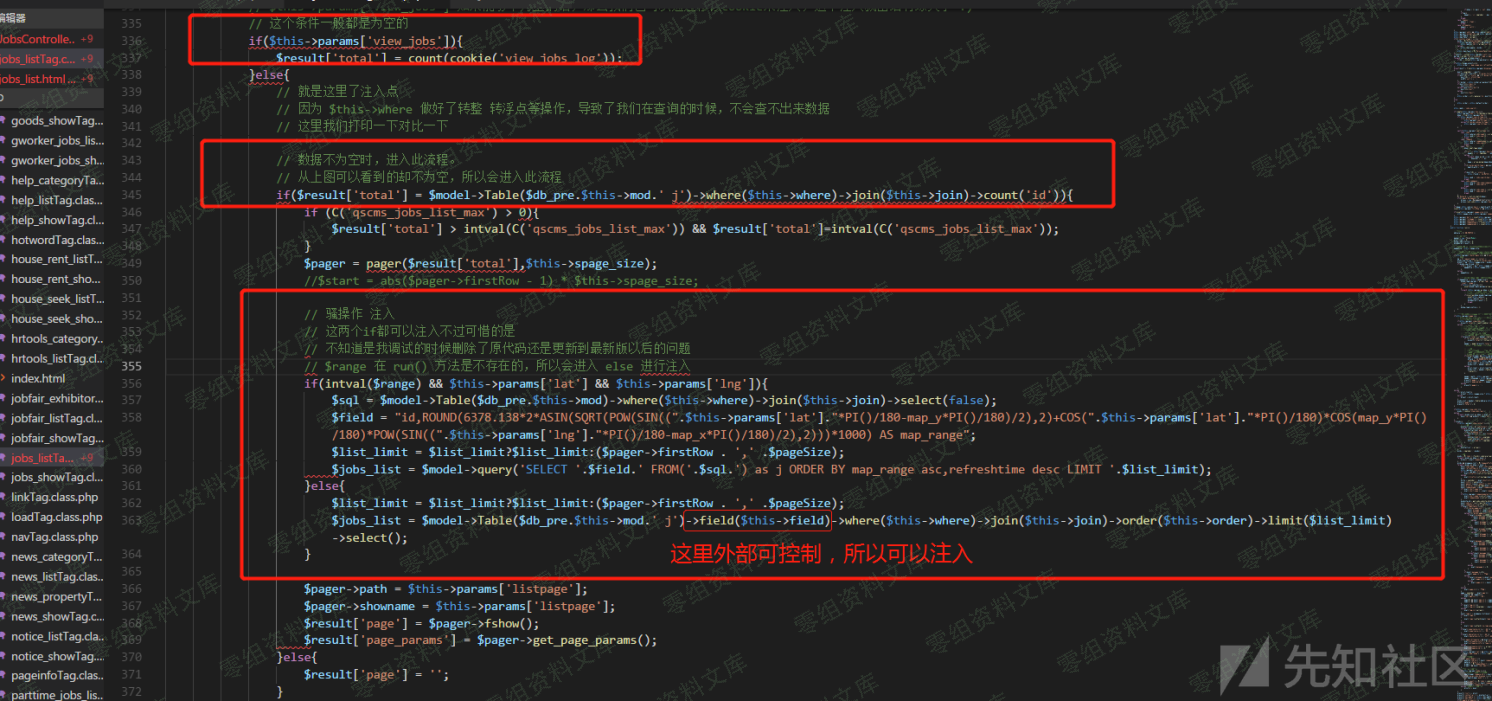 编辑器
JobsControlle.. +9
jobs_listTag.c... +9
jobs_list.html ... +9
goods_showTag...
gworker_jobs_lis...
gworker_jobs_sh...
help_categoryTa...
help_listTag.clas...
help_showTag.cl...
hotwordTag.clas...
house_rent_listT...
house_rent_sho...
house_seek_listT...
house_seek_sho...
hrtools_category...
hrtools_listTag.cl...
index.html
jobfair_exhibitor...
jobfair_listTag.cl...
jobfair_showTag...
jobs_listTa... +9
jobs_showTag.cl...
linkTag.class.php
loadTag.class.php
navTag.class.php
news_categoryT...
news_listTag.clas...
news_propertyT...
news_showTag.c...
notice_listTag.cla...
notice_showTag....
pageinfoTag.clas...
parttime_jobs_lis..
335 // 这个条件一般都是为空的
336 if($this->params['view_jobs']){
337 $result['total'] = count(cookie('view_jobs_log'));
338 }else{
339 // 就是这里了注入点
340 // 因为 $this->where 做好了转整 转浮点等操作，导致了我们在查询的时候，不会查不出来数据
341 // 这里我们打印一下对比一下
342
343 // 数据不为空时，进入此流程。
344 // 从上图可以看到的却不为空，所以会进入此流程
345 if($result['total'] = $model->Table($db_pre.$this->mod.' j')->where($this->where)->join($this->join)->count('id')){
346 if (C('qscms_jobs_list_max') > 0){
347 $result['total'] > intval(C('qscms_jobs_list_max')) && $result['total']=intval(C('qscms_jobs_list_max'));
348 }
349 $pager = pager($result['total'],$this->spage_size);
350 //$start = abs($pager->firstRow - 1) * $this->spage_size;
351
352 // 骚操作 注入
353 // 这两个if都可以注入不过可惜的是
354 // 不知道是我调试的时候删除了原代码还是更新到最新版以后的问题
355 // $range 在 run() 方法是不存在的，所以会进入 else 进行注入
356 if(intval($range) && $this->params['lat'] && $this->params['lng']){
357 $sql = $model->Table($db_pre.$this->mod)->where($this->where)->join($this->join)->select(false);
358 $field = "id,ROUND(6378.138*2*ASIN(SQRT(POW(SIN((".$this->params['lat']."*PI()/180-map_y*PI()/180)/2),2)+COS(".$this->params['lat']."*PI()/180)*COS(map_y*PI()
/180)*POW(SIN((".$this->params['lng']."*PI()/180-map_x*PI()/180)/2),2)))*1000) AS map_range";
359 $list_limit = $list_limit?$list_limit:($pager->firstRow . ',' .$pageSize);
360 $jobs_list = $model->query('SELECT '.$field.' FROM('.$sql.') as j ORDER BY map_range asc,refreshtime desc LIMIT '.$list_limit);
361 }else{
362 $list_limit = $list_limit?$list_limit:($pager->firstRow . ',' .$pageSize);
363 $jobs_list = $model->Table($db_pre.$this->mod.' j')->field($this->field)->where($this->where)->join($this->join)->order($this->order)->limit($list_limit)
->select();
364 }
这里外部可控制，所以可以注入
365
366 $pager->path = $this->params['listpage'];
367 $pager->showname = $this->params['listpage'];
368 $result['page'] = $pager->fshow();
369 $result['page_params'] = $pager->get_page_params();
370 }else{
371 $result['page'] = '';
372 }
零组资料文库
先知社区